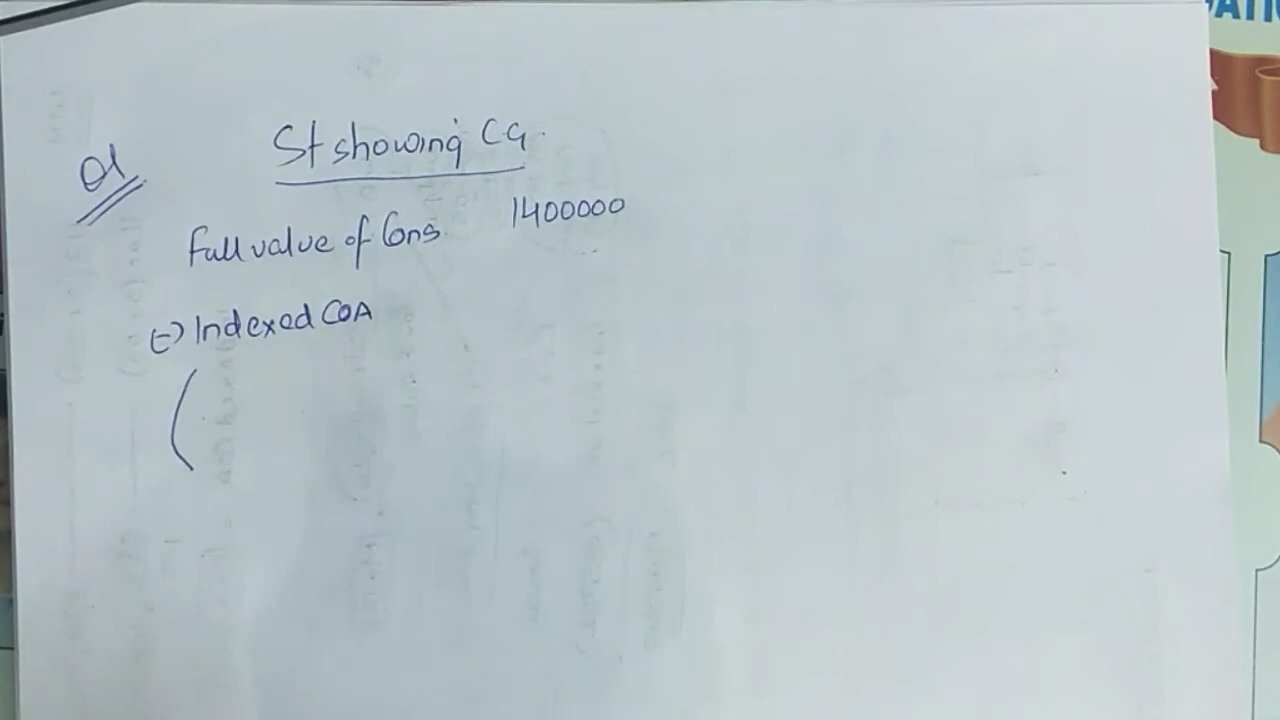 Q1
St showing CG.
Full value of Cons. 1400000
(-) Indexed COA
(